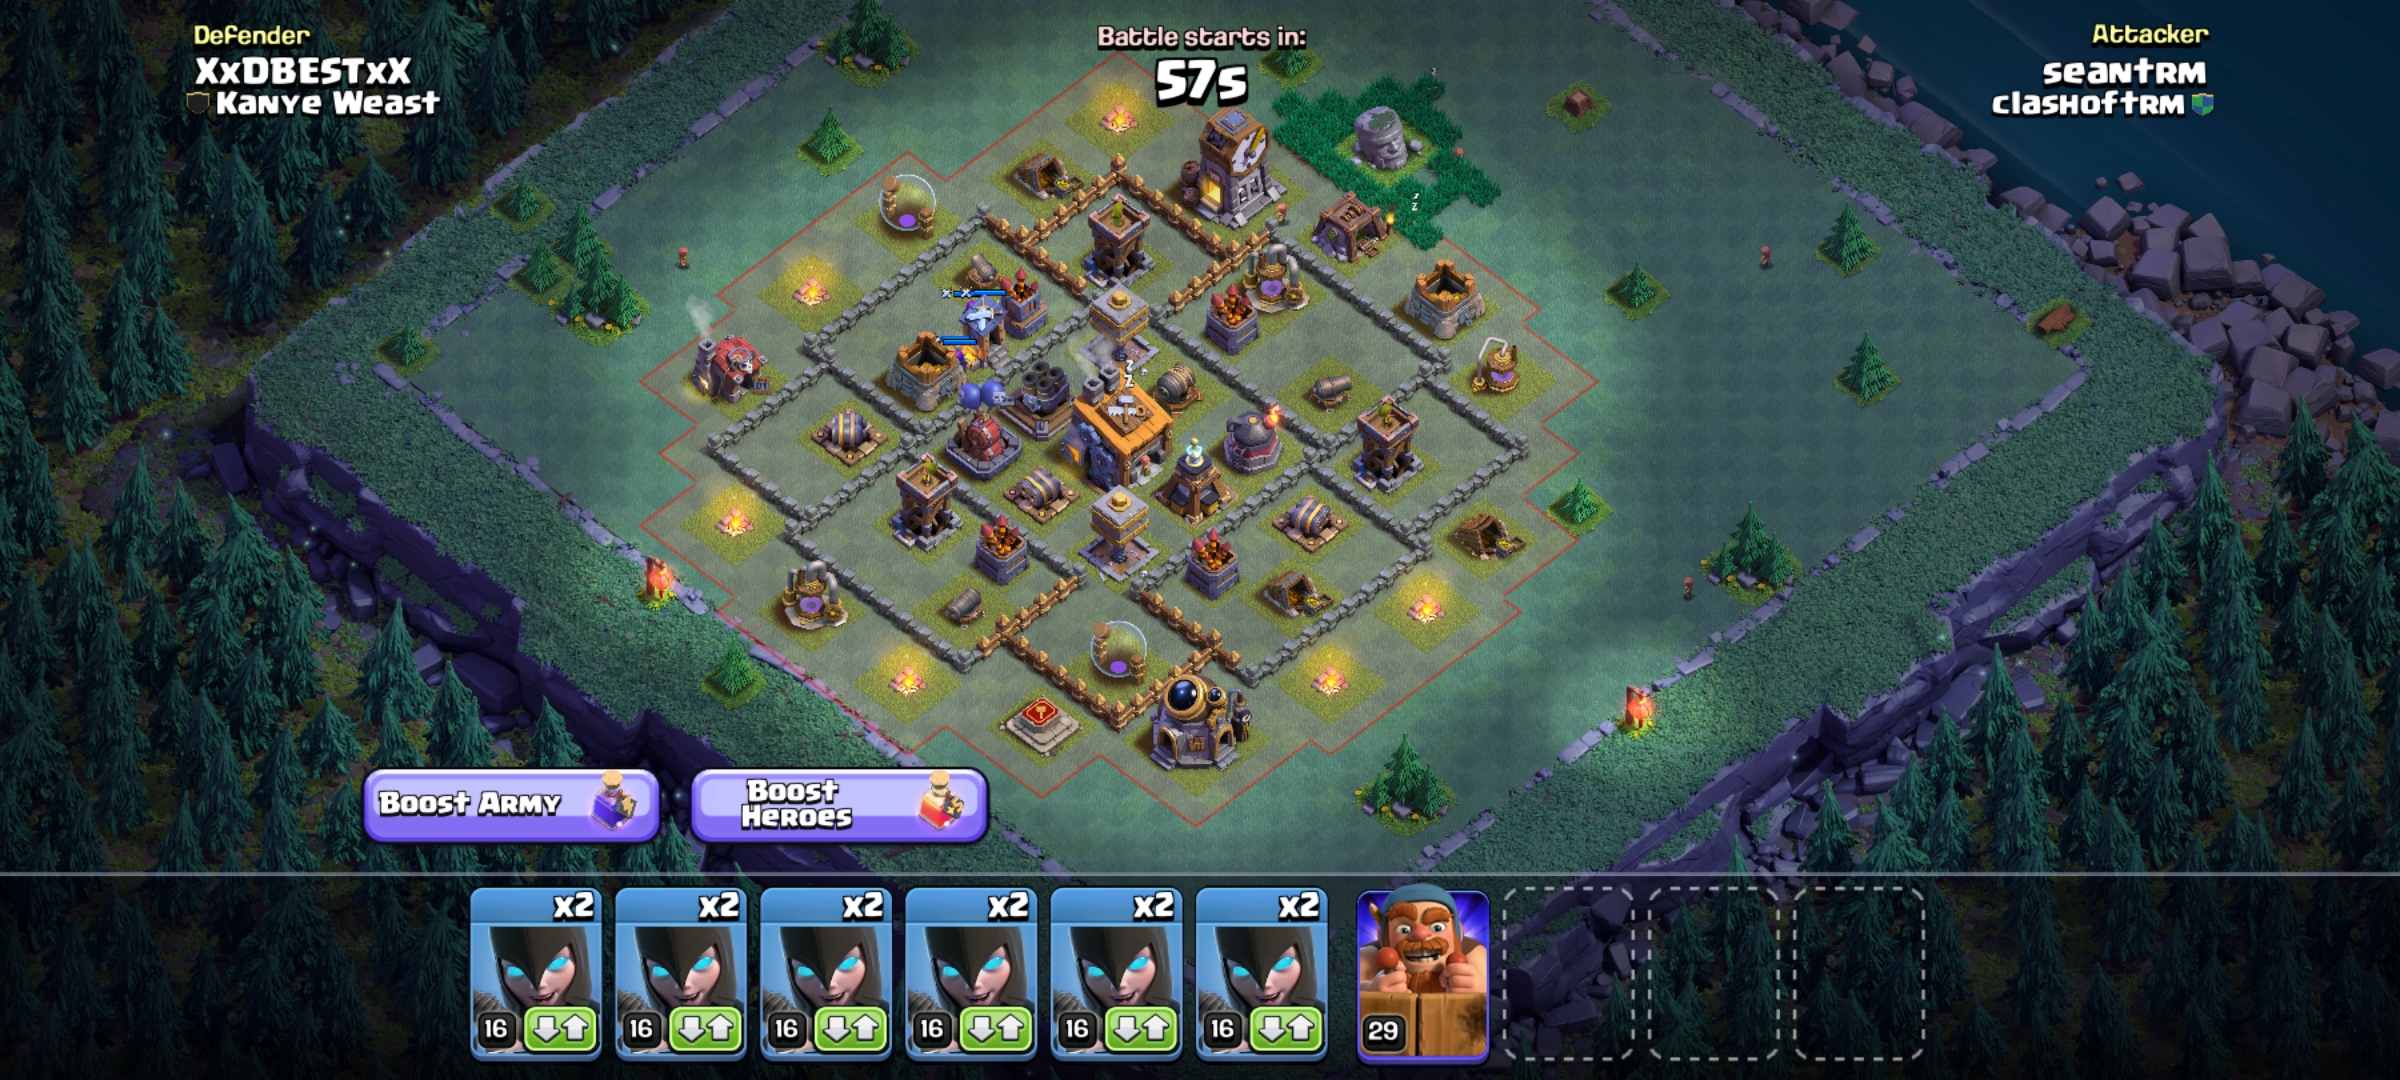 Defender
XxDBESTxX
Kanye Weast
Battle starts in:
57s
Attacker
seantRM
clashoftRM
z
z
z
z
Boost Army
Boost
Heroes
x2
x2
x2
x2
x2
x2
16
16
16
16
16
16
29